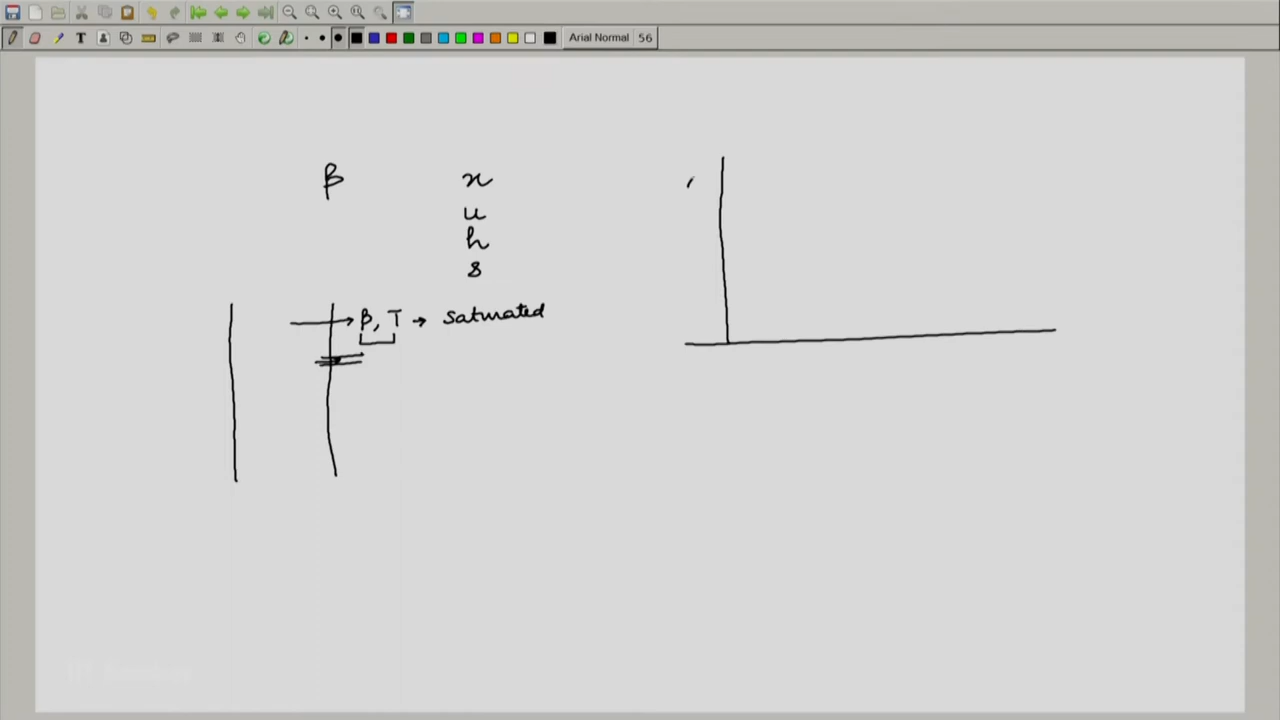 Arial Normal 56
β x
u
h
s
β, T → saturated